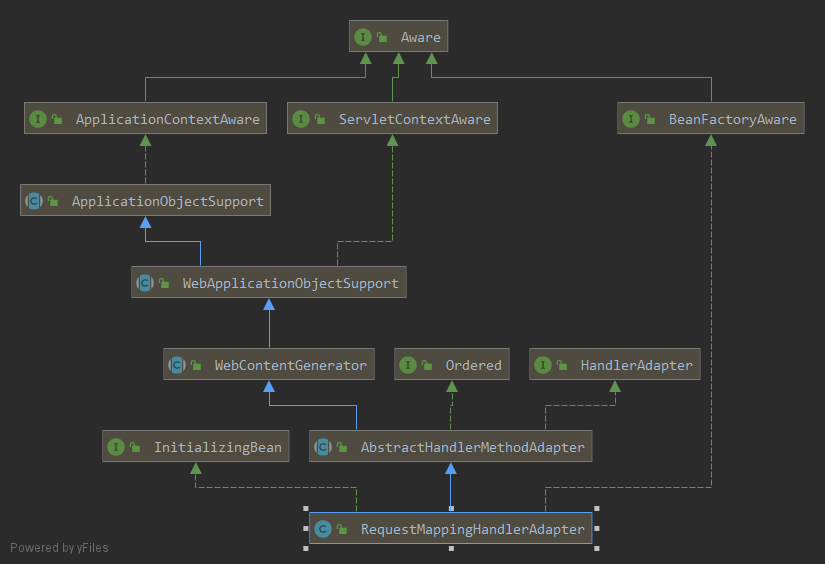 I Aware
I ApplicationContextAware
I ServletContextAware
I BeanFactoryAware
C ApplicationObjectSupport
C WebApplicationObjectSupport
C WebContentGenerator
I Ordered
I HandlerAdapter
I InitializingBean
C AbstractHandlerMethodAdapter
C RequestMappingHandlerAdapter
Powered by yFiles